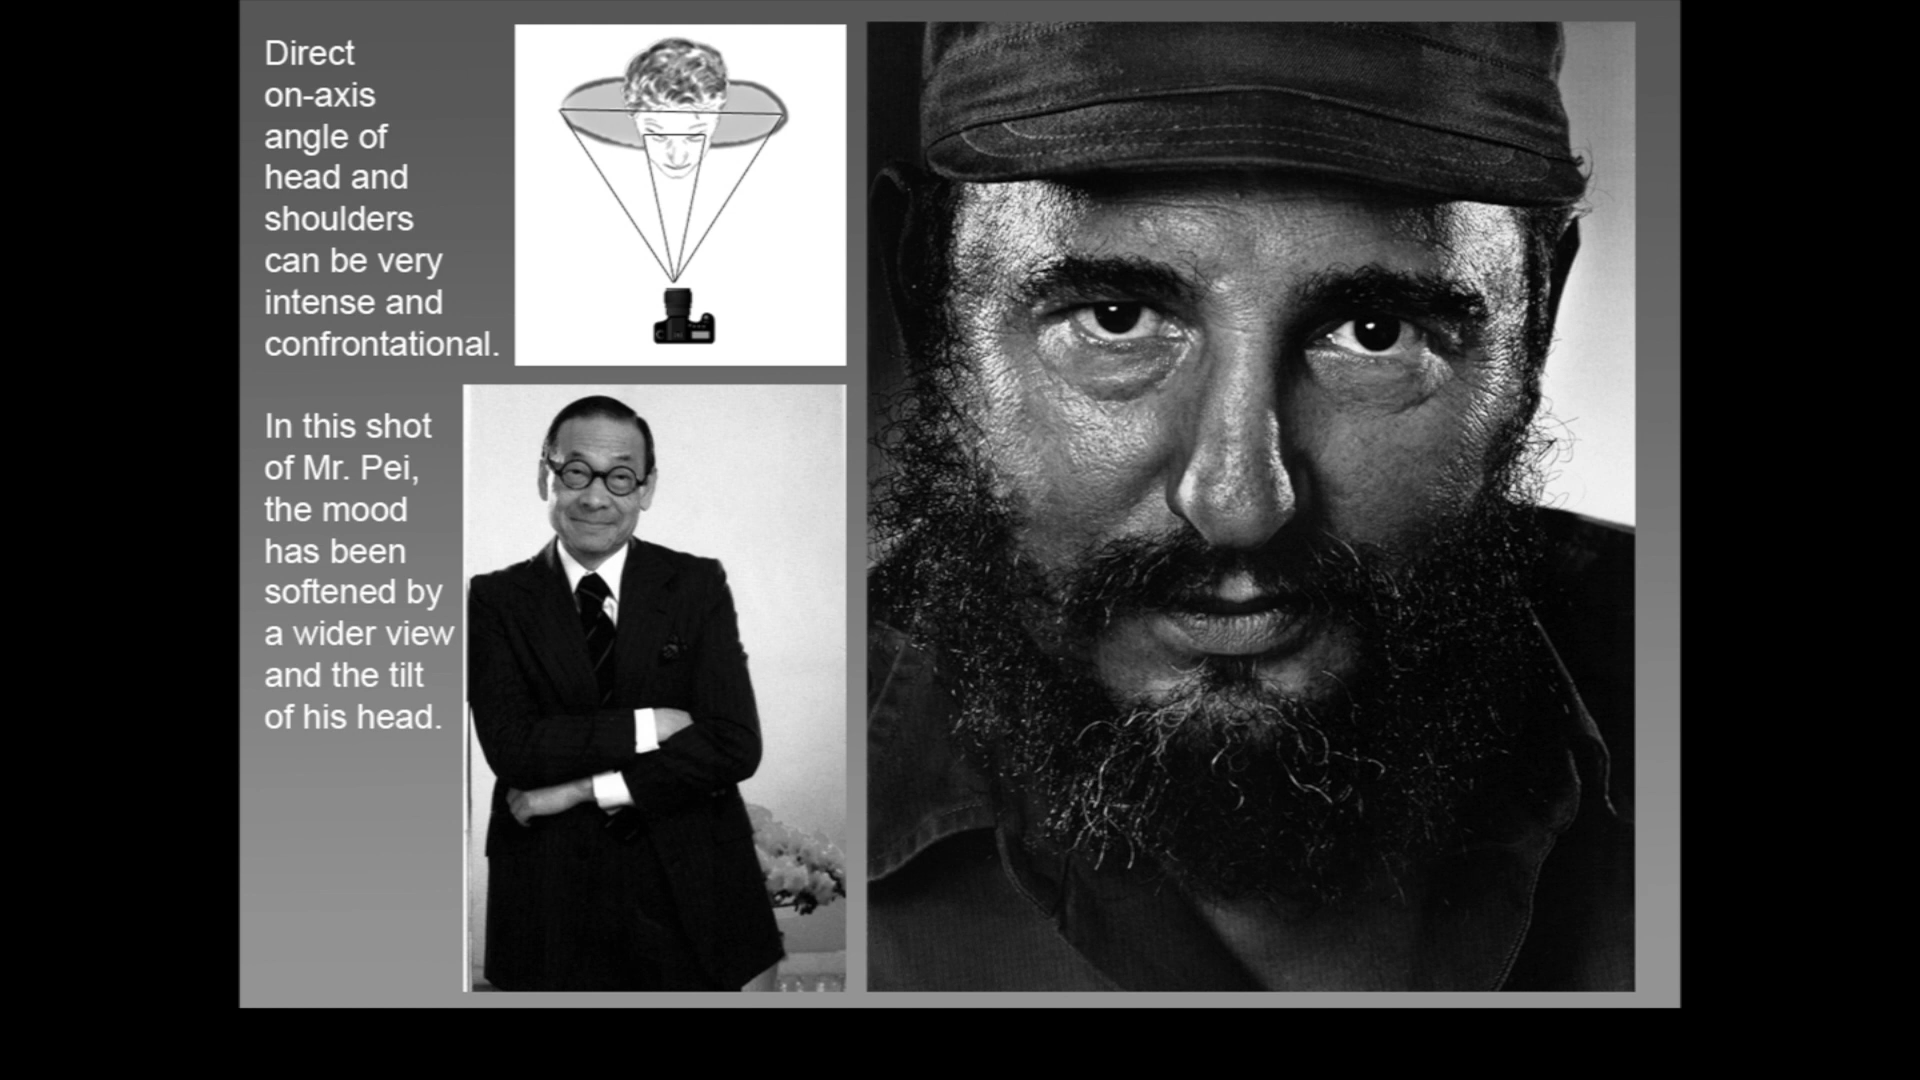 Direct
on-axis
angle of
head and
shoulders
can be very
intense and
confrontational.
In this shot
of Mr. Pei,
the mood
has been
softened by
a wider view
and the tilt
of his head.